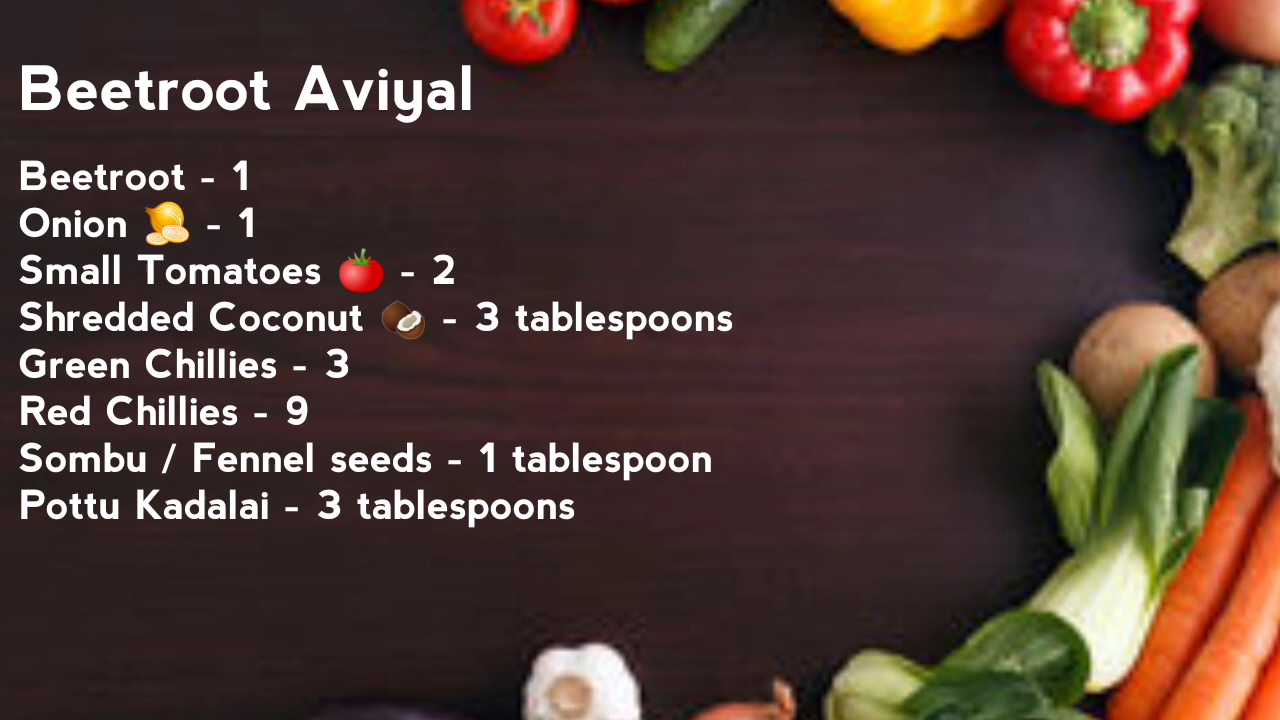 Beetroot Aviyal
Beetroot - 1
Onion 🧅 - 1
Small Tomatoes 🍅 - 2
Shredded Coconut 🥥 - 3 tablespoons
Green Chillies - 3
Red Chillies - 9
Sombu / Fennel seeds - 1 tablespoon
Pottu Kadalai - 3 tablespoons